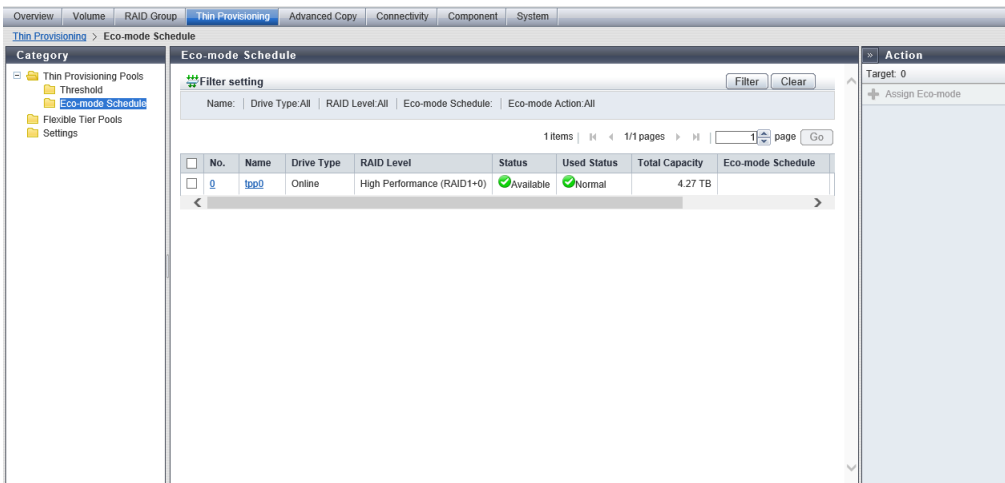 Overview Volume RAID Group Thin Provisioning Advanced Copy Connectivity Component System
Thin Provisioning > Eco-mode Schedule
Category
Thin Provisioning Pools
Threshold
Eco-mode Schedule
Flexible Tier Pools
Settings
Eco-mode Schedule
Filter setting Filter Clear
Name: | Drive Type:All | RAID Level:All | Eco-mode Schedule: | Eco-mode Action:All
1 items | 1/1 pages | 1 page Go
No. Name Drive Type RAID Level Status Used Status Total Capacity Eco-mode Schedule
0 tpp0 Online High Performance (RAID1+0) Available Normal 4.27 TB
» Action
Target: 0
Assign Eco-mode